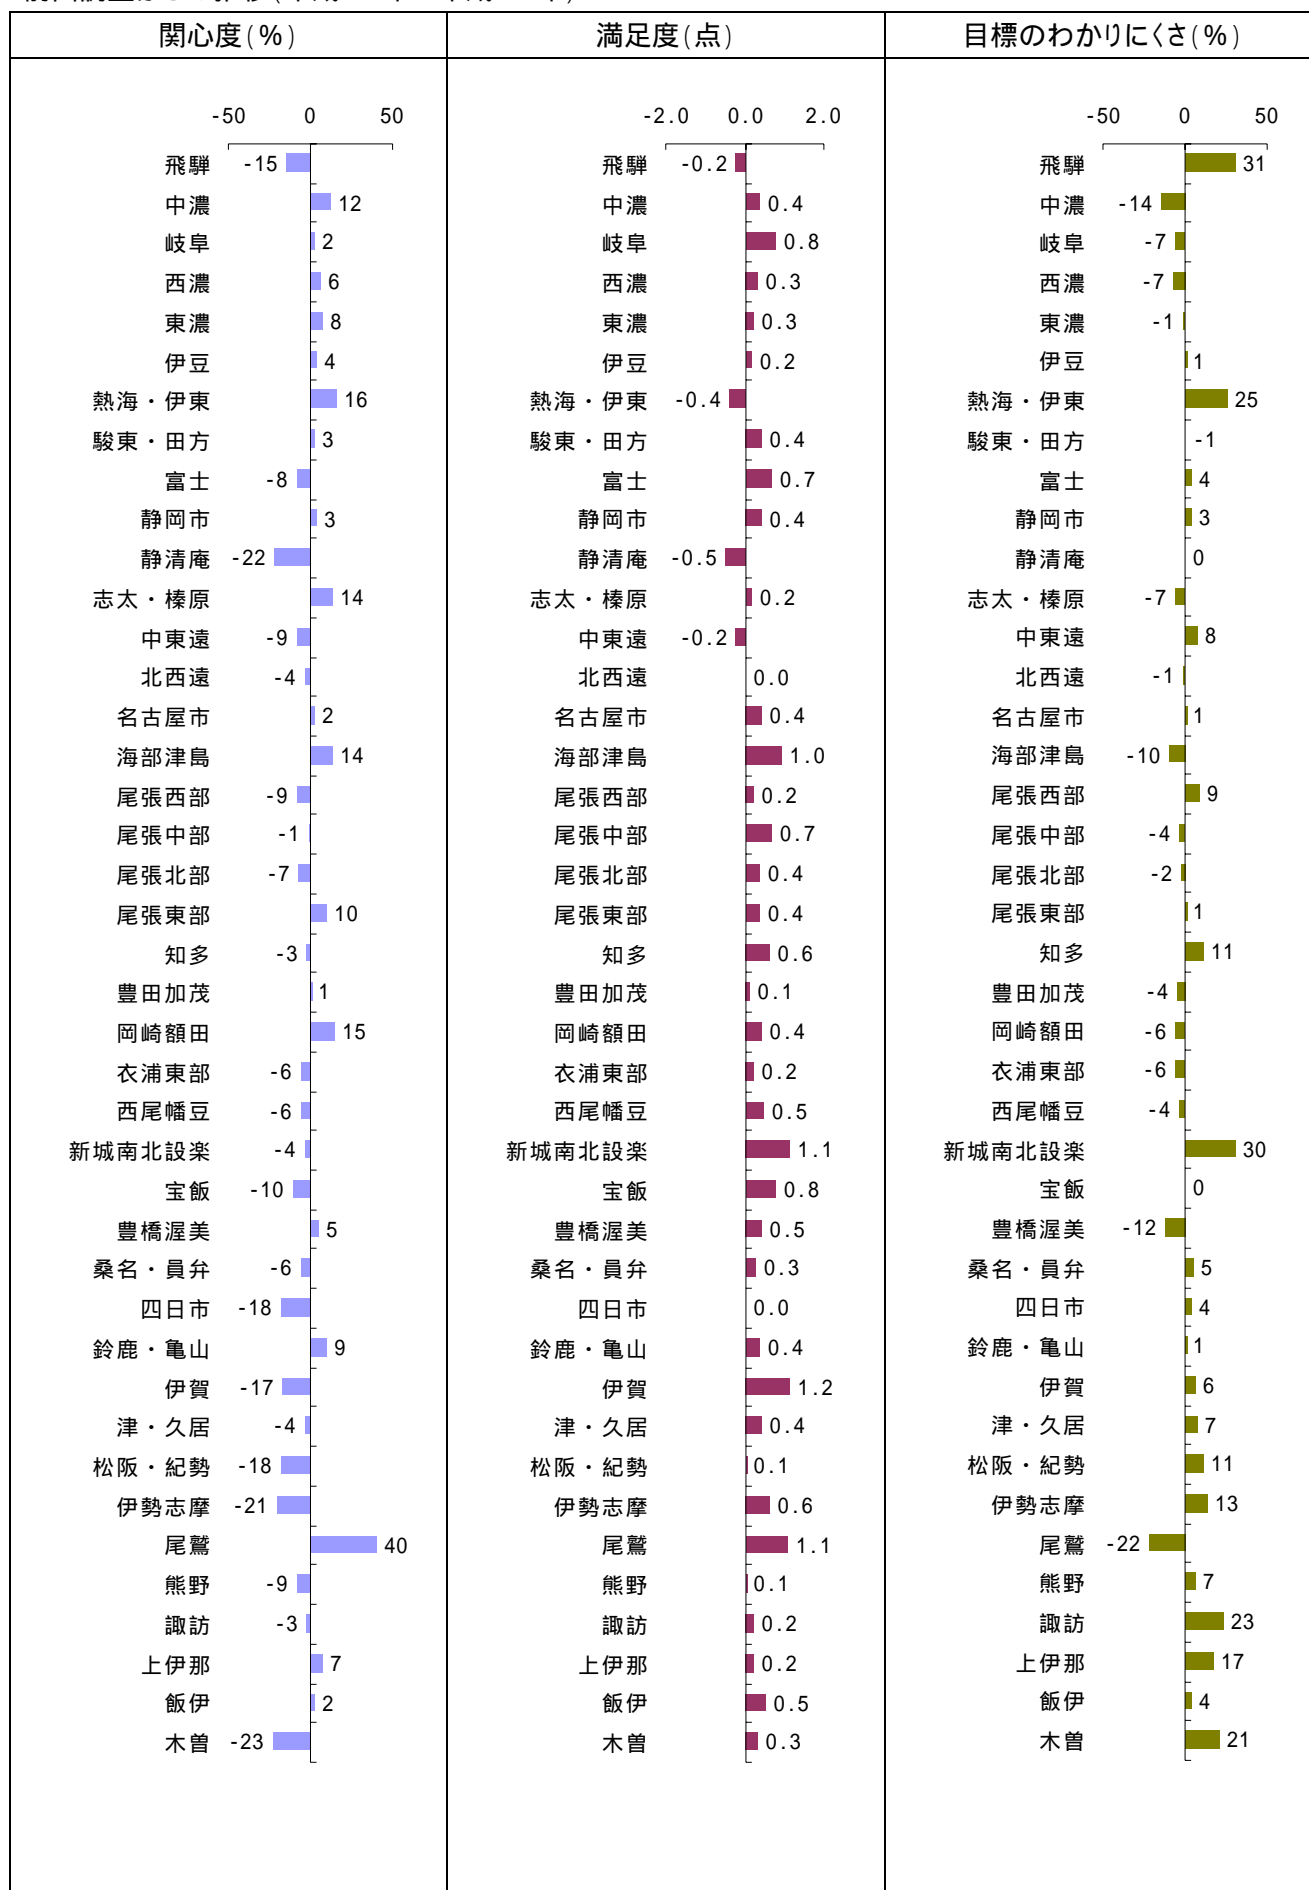 関心度(%) 満足度(点) 目標のわかりにくさ(%)
-50 0 50 -2.0 0.0 2.0 -50 0 50
飛騨 -15 飛騨 -0.2 飛騨 31
中濃 12 中濃 0.4 中濃 -14
岐阜 2 岐阜 0.8 岐阜 -7
西濃 6 西濃 0.3 西濃 -7
東濃 8 東濃 0.3 東濃 -1
伊豆 4 伊豆 0.2 伊豆 1
熱海・伊東 16 熱海・伊東 -0.4 熱海・伊東 25
駿東・田方 3 駿東・田方 0.4 駿東・田方 -1
富士 -8 富士 0.7 富士 4
静岡市 3 静岡市 0.4 静岡市 3
静清庵 -22 静清庵 -0.5 静清庵 0
志太・榛原 14 志太・榛原 0.2 志太・榛原 -7
中東遠 -9 中東遠 -0.2 中東遠 8
北西遠 -4 北西遠 0.0 北西遠 -1
名古屋市 2 名古屋市 0.4 名古屋市 1
海部津島 14 海部津島 1.0 海部津島 -10
尾張西部 -9 尾張西部 0.2 尾張西部 9
尾張中部 -1 尾張中部 0.7 尾張中部 -4
尾張北部 -7 尾張北部 0.4 尾張北部 -2
尾張東部 10 尾張東部 0.4 尾張東部 1
知多 -3 知多 0.6 知多 11
豊田加茂 1 豊田加茂 0.1 豊田加茂 -4
岡崎額田 15 岡崎額田 0.4 岡崎額田 -6
衣浦東部 -6 衣浦東部 0.2 衣浦東部 -6
西尾幡豆 -6 西尾幡豆 0.5 西尾幡豆 -4
新城南北設楽 -4 新城南北設楽 1.1 新城南北設楽 30
宝飯 -10 宝飯 0.8 宝飯 0
豊橋渥美 5 豊橋渥美 0.5 豊橋渥美 -12
桑名・員弁 -6 桑名・員弁 0.3 桑名・員弁 5
四日市 -18 四日市 0.0 四日市 4
鈴鹿・亀山 9 鈴鹿・亀山 0.4 鈴鹿・亀山 1
伊賀 -17 伊賀 1.2 伊賀 6
津・久居 -4 津・久居 0.4 津・久居 7
松阪・紀勢 -18 松阪・紀勢 0.1 松阪・紀勢 11
伊勢志摩 -21 伊勢志摩 0.6 伊勢志摩 13
尾鷲 40 尾鷲 1.1 尾鷲 -22
熊野 -9 熊野 0.1 熊野 7
諏訪 -3 諏訪 0.2 諏訪 23
上伊那 7 上伊那 0.2 上伊那 17
飯伊 2 飯伊 0.5 飯伊 4
木曽 -23 木曽 0.3 木曽 21